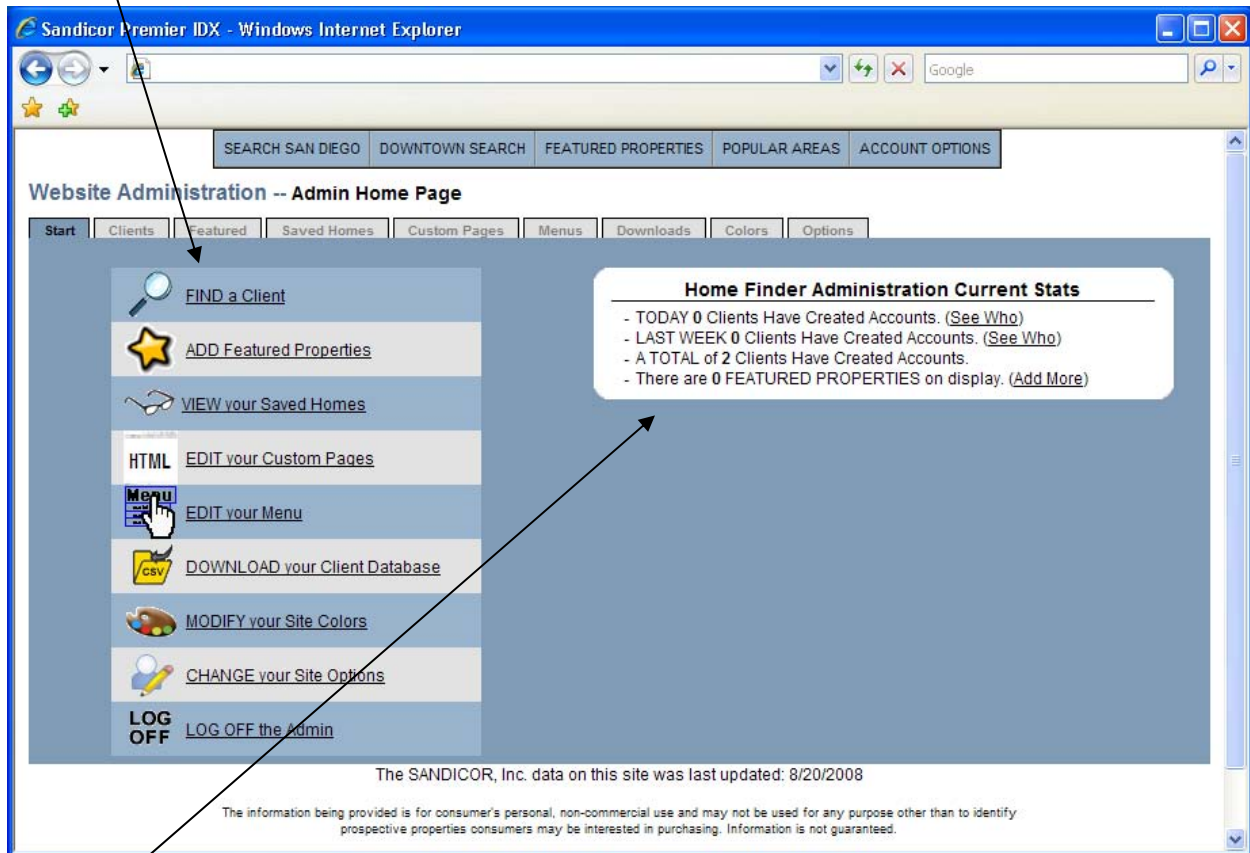 Sandicor Premier IDX - Windows Internet Explorer
Google
SEARCH SAN DIEGO DOWNTOWN SEARCH FEATURED PROPERTIES POPULAR AREAS ACCOUNT OPTIONS
Website Administration -- Admin Home Page
Start Clients Featured Saved Homes Custom Pages Menus Downloads Colors Options
FIND a Client
ADD Featured Properties
VIEW your Saved Homes
HTML EDIT your Custom Pages
Menu EDIT your Menu
CSV DOWNLOAD your Client Database
MODIFY your Site Colors
CHANGE your Site Options
LOG OFF LOG OFF the Admin
Home Finder Administration Current Stats
- TODAY 0 Clients Have Created Accounts. (See Who)
- LAST WEEK 0 Clients Have Created Accounts. (See Who)
- A TOTAL of 2 Clients Have Created Accounts.
- There are 0 FEATURED PROPERTIES on display. (Add More)
The SANDICOR, Inc. data on this site was last updated: 8/20/2008
The information being provided is for consumer's personal, non-commercial use and may not be used for any purpose other than to identify
prospective properties consumers may be interested in purchasing. Information is not guaranteed.